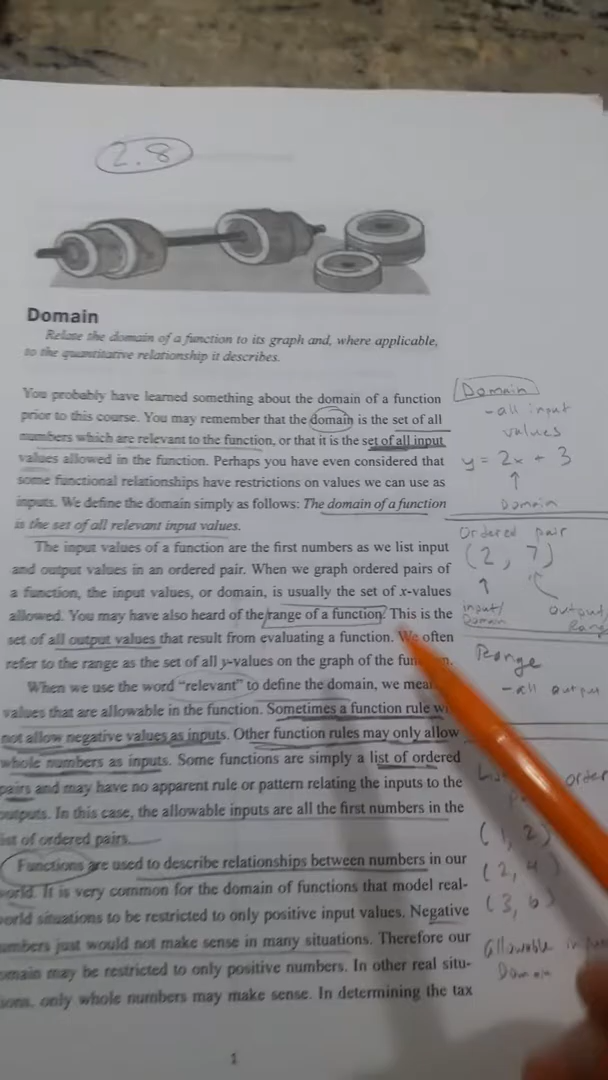 2.8
Domain
Relate the domain of a function to its graph and, where applicable,
to the quantitative relationship it describes.
You probably have learned something about the domain of a function
prior to this course. You may remember that the domain is the set of all
numbers which are relevant to the function, or that it is the set of all input
values allowed in the function. Perhaps you have even considered that
some functional relationships have restrictions on values we can use as
inputs. We define the domain simply as follows: The domain of a function
is the set of all relevant input values.
The input values of a function are the first numbers as we list input
and output values in an ordered pair. When we graph ordered pairs of
a function, the input values, or domain, is usually the set of x-values
allowed. You may have also heard of the range of a function. This is the
set of all output values that result from evaluating a function. We often
refer to the range as the set of all y-values on the graph of the
When we use the word "relevant" to define the domain, we
values that are allowable in the function. Sometimes a function rule
not allow negative values as inputs. Other function rules may only allow
whole numbers as inputs. Some functions are simply a list of ordered
pairs and may have no apparent rule or pattern relating the inputs to the
outputs. In this case, the allowable inputs are all the first numbers in the
list of ordered pairs.
Functions are used to describe relationships between numbers in our
world. It is very common for the domain of functions that model real-
orld situations to be restricted to only positive input values. Negative
umbers just would not make sense in many situations. Therefore our
omain may be restricted to only positive numbers. In other real situ-
ions, only whole numbers may make sense. In determining the tax
1
Domain
- all input
values
y = 2x + 3
↑
Domain
Ordered pair
(2, 7)
input/
Domain
output/
Range
Range
- all output
order
(1, 2)
(2, 4)
(3, 6)
allowable
Domain